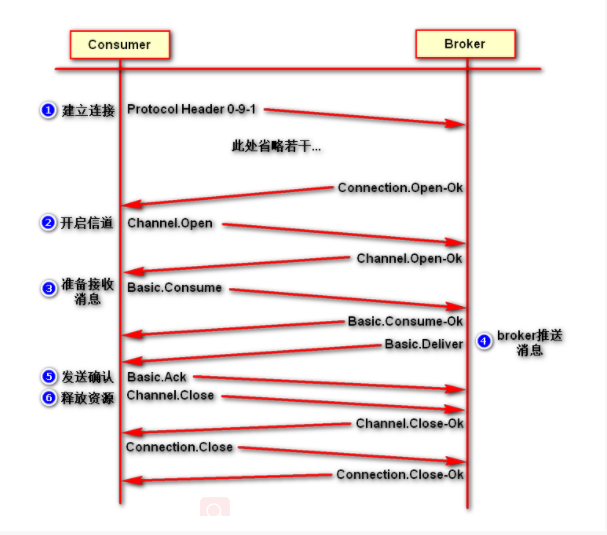 Consumer
Broker
1 建立连接 Protocol Header 0-9-1
此处省略若干...
Connection.Open-Ok
2 开启信道 Channel.Open
Channel.Open-Ok
3 准备接收
消息
Basic.Consume
Basic.Consume-Ok
4 broker推送
消息
Basic.Deliver
5 发送确认 Basic.Ack
6 释放资源 Channel.Close
Channel.Close-Ok
Connection.Close
Connection.Close-Ok